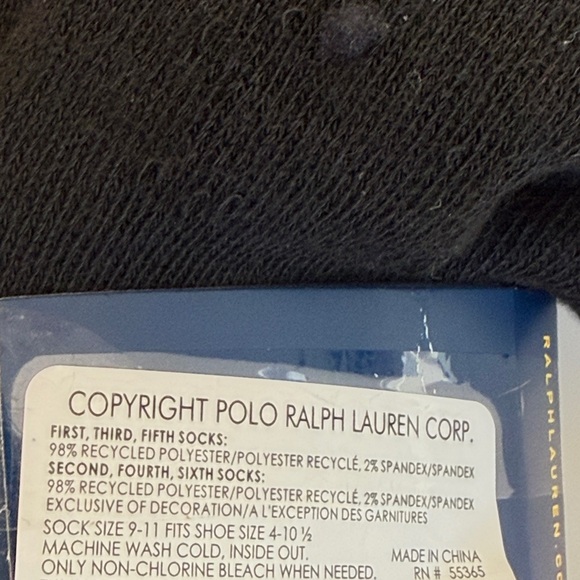 COPYRIGHT POLO RALPH LAUREN CORP.
FIRST, THIRD, FIFTH SOCKS:
98% RECYCLED POLYESTER/POLYESTER RECYCLÉ, 2% SPANDEX/SPANDEX
SECOND, FOURTH, SIXTH SOCKS:
98% RECYCLED POLYESTER/POLYESTER RECYCLÉ, 2% SPANDEX/SPANDEX
EXCLUSIVE OF DECORATION/A L'EXCEPTION DES GARNITURES
SOCK SIZE 9-11 FITS SHOE SIZE 4-10 ½
MACHINE WASH COLD, INSIDE OUT.
ONLY NON-CHLORINE BLEACH WHEN NEEDED.
MADE IN CHINA
RN # 55365
RALPHLAUREN.CO